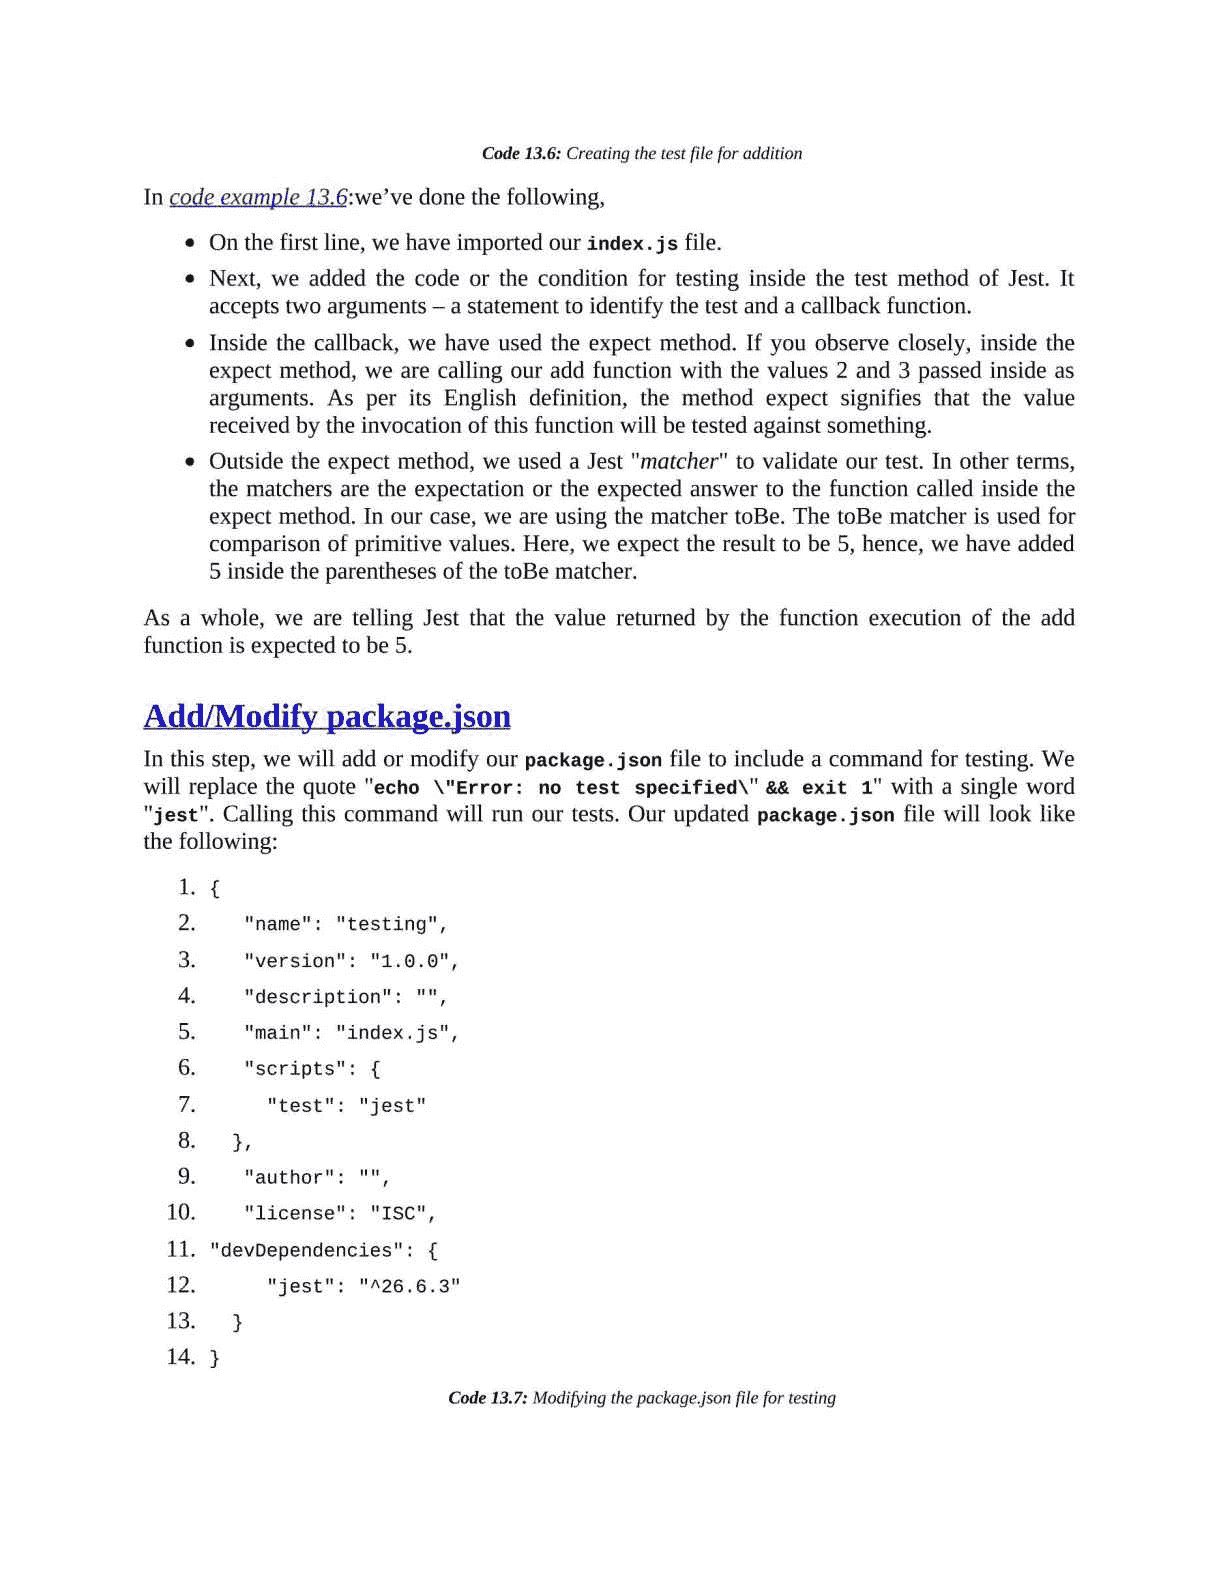 Code 13.6: Creating the test file for addition
In code example 13.6:we’ve done the following,
• On the first line, we have imported our index.js file.
• Next, we added the code or the condition for testing inside the test method of Jest. It
accepts two arguments – a statement to identify the test and a callback function.
• Inside the callback, we have used the expect method. If you observe closely, inside the
expect method, we are calling our add function with the values 2 and 3 passed inside as
arguments. As per its English definition, the method expect signifies that the value
received by the invocation of this function will be tested against something.
• Outside the expect method, we used a Jest "matcher" to validate our test. In other terms,
the matchers are the expectation or the expected answer to the function called inside the
expect method. In our case, we are using the matcher toBe. The toBe matcher is used for
comparison of primitive values. Here, we expect the result to be 5, hence, we have added
5 inside the parentheses of the toBe matcher.
As a whole, we are telling Jest that the value returned by the function execution of the add
function is expected to be 5.
Add/Modify package.json
In this step, we will add or modify our package.json file to include a command for testing. We
will replace the quote "echo \"Error: no test specified\" && exit 1" with a single word
"jest". Calling this command will run our tests. Our updated package.json file will look like
the following:
1. {
2.    "name": "testing",
3.    "version": "1.0.0",
4.    "description": "",
5.    "main": "index.js",
6.    "scripts": {
7.      "test": "jest"
8.   },
9.    "author": "",
10.    "license": "ISC",
11. "devDependencies": {
12.      "jest": "^26.6.3"
13.   }
14. }
Code 13.7: Modifying the package.json file for testing